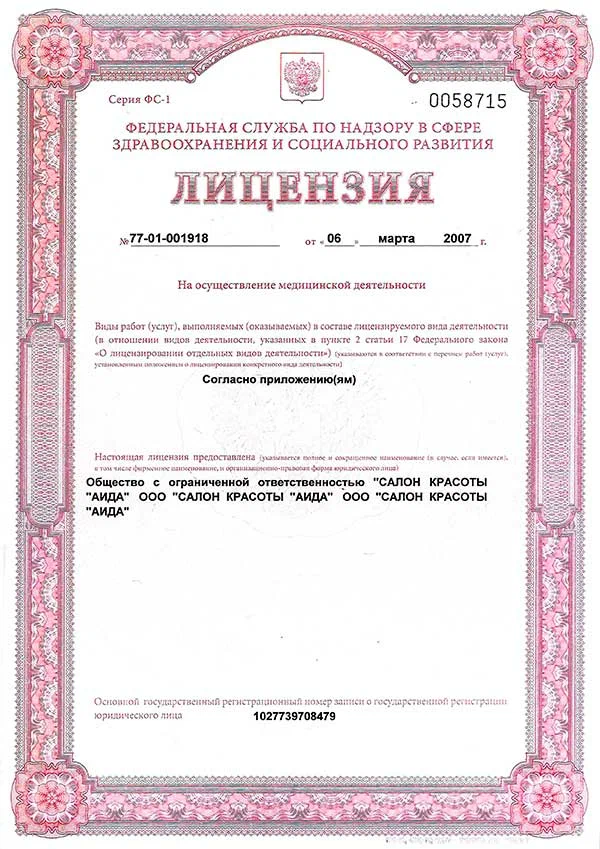 Серия ФС-1
0058715
ФЕДЕРАЛЬНАЯ СЛУЖБА ПО НАДЗОРУ В СФЕРЕ
ЗДРАВООХРАНЕНИЯ И СОЦИАЛЬНОГО РАЗВИТИЯ
ЛИЦЕНЗИЯ
№ 77-01-001918 от « 06 » марта 2007 г.
На осуществление медицинской деятельности
Виды работ (услуг), выполняемых (оказываемых) в составе лицензируемого вида деятельности
(в отношении видов деятельности, указанных в пункте 2 статьи 17 Федерального закона
«О лицензировании отдельных видов деятельности») (указываются в соответствии с перечнем работ (услуг),
установленным положением о лицензировании конкретного вида деятельности)
Согласно приложению(ям)
Настоящая лицензия предоставлена (указывается полное и сокращенное наименование (в случае, если имеется),
в том числе фирменное наименование, и организационно-правовая форма юридического лица)
Общество с ограниченной ответственностью "САЛОН КРАСОТЫ
"АИДА" ООО "САЛОН КРАСОТЫ "АИДА" ООО "САЛОН КРАСОТЫ
"АИДА"
Основной государственный регистрационный номер записи о государственной регистрации
юридического лица 1027739708479